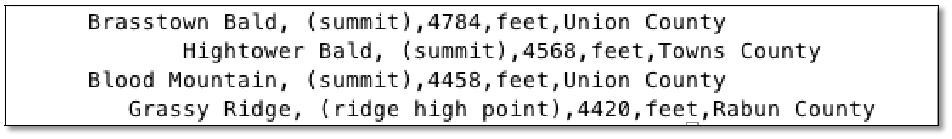 Brasstown Bald, (summit),4784,feet,Union County
Hightower Bald, (summit),4568,feet,Towns County
Blood Mountain, (summit),4458,feet,Union County
Grassy Ridge, (ridge high point),4420,feet,Rabun County